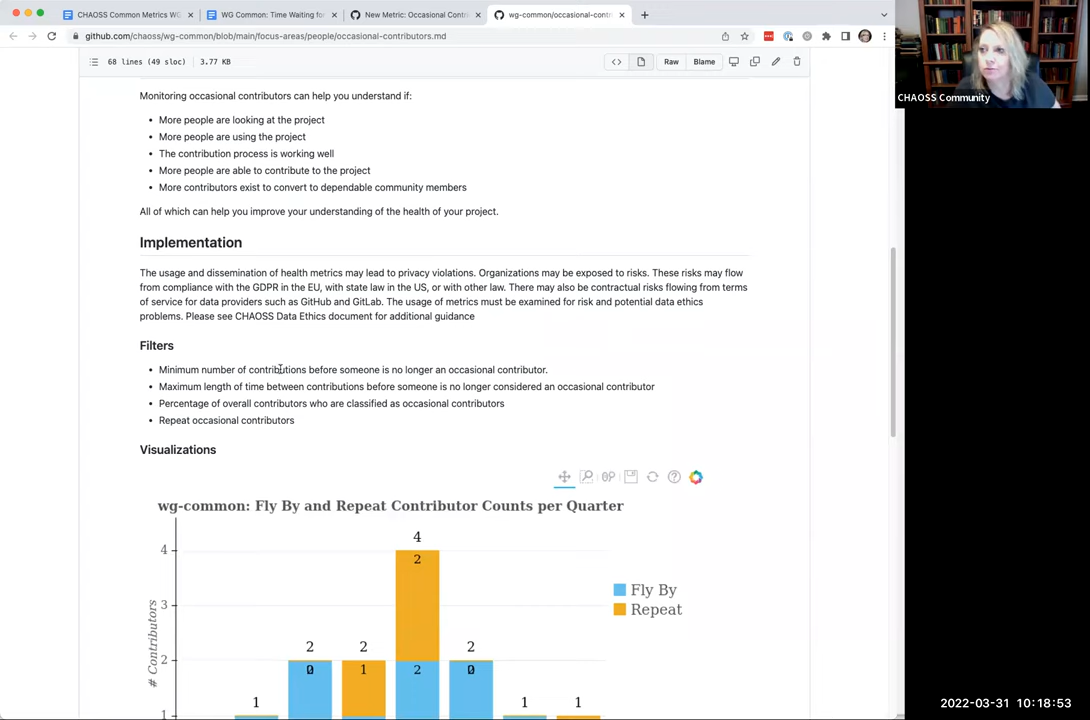 CHAOSS Common Metrics WG
WG Common: Time Waiting for
New Metric: Occasional Contri
wg-common/occasional-contri
github.com/chaoss/wg-common/blob/main/focus-areas/people/occasional-contributors.md
68 lines (49 sloc) 3.77 KB
Raw Blame
CHAOSS Community
Monitoring occasional contributors can help you understand if:
• More people are looking at the project
• More people are using the project
• The contribution process is working well
• More people are able to contribute to the project
• More contributors exist to convert to dependable community members
All of which can help you improve your understanding of the health of your project.
Implementation
The usage and dissemination of health metrics may lead to privacy violations. Organizations may be exposed to risks. These risks may flow
from compliance with the GDPR in the EU, with state law in the US, or with other law. There may also be contractual risks flowing from terms
of service for data providers such as GitHub and GitLab. The usage of metrics must be examined for risk and potential data ethics
problems. Please see CHAOSS Data Ethics document for additional guidance
Filters
• Minimum number of contributions before someone is no longer an occasional contributor.
• Maximum length of time between contributions before someone is no longer considered an occasional contributor
• Percentage of overall contributors who are classified as occasional contributors
• Repeat occasional contributors
Visualizations
wg-common: Fly By and Repeat Contributor Counts per Quarter
4
4 2
Fly By
3
Repeat
# Contributors
2 2 2
2 1 2
1 1 1
1
2022-03-31 10:18:53